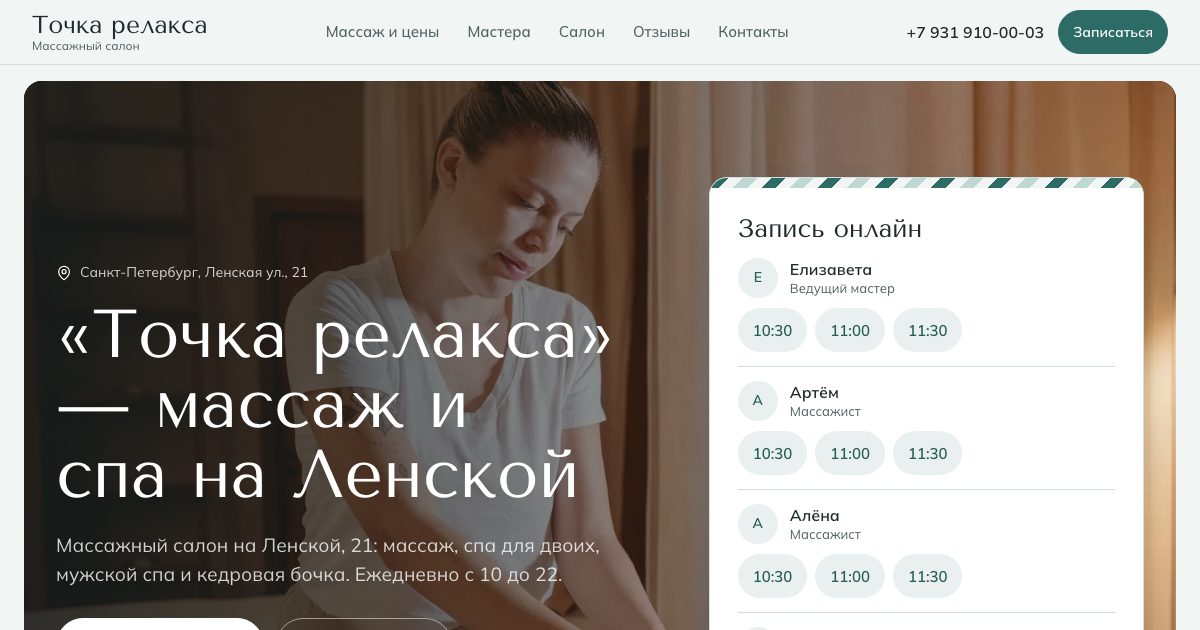 Точка релакса
Массажный салон
Массаж и цены
Мастера
Салон
Отзывы
Контакты
+7 931 910-00-03
Записаться
Санкт-Петербург, Ленская ул., 21
«Точка релакса»
— массаж и
спа на Ленской
Массажный салон на Ленской, 21: массаж, спа для двоих,
мужской спа и кедровая бочка. Ежедневно с 10 до 22.
Запись онлайн
Е
Елизавета
Ведущий мастер
10:30 11:00 11:30
А
Артём
Массажист
10:30 11:00 11:30
А
Алёна
Массажист
10:30 11:00 11:30